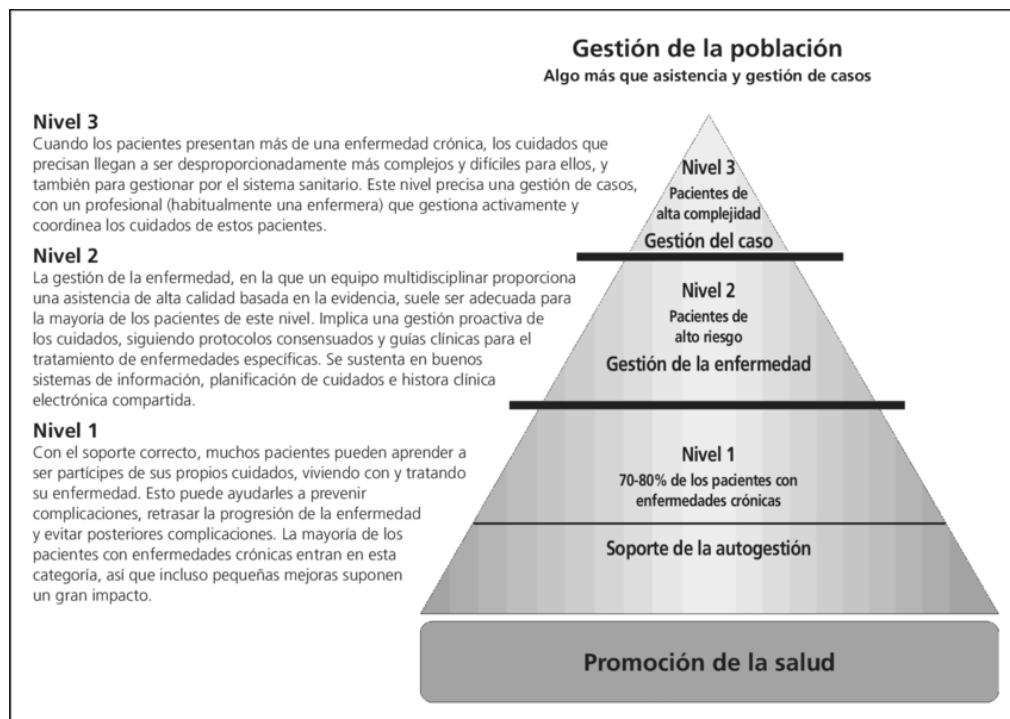 Gestión de la población
Algo más que asistencia y gestión de casos
Nivel 3
Cuando los pacientes presentan más de una enfermedad crónica, los cuidados que
precisan llegan a ser desproporcionadamente más complejos y difíciles para ellos, y
también para gestionar por el sistema sanitario. Este nivel precisa una gestión de casos,
con un profesional (habitualmente una enfermera) que gestiona activamente y
coordinea los cuidados de estos pacientes.
Nivel 2
La gestión de la enfermedad, en la que un equipo multidisciplinar proporciona
una asistencia de alta calidad basada en la evidencia, suele ser adecuada para
la mayoría de los pacientes de este nivel. Implica una gestión proactiva de
los cuidados, siguiendo protocolos consensuados y guías clínicas para el
tratamiento de enfermedades específicas. Se sustenta en buenos
sistemas de información, planificación de cuidados e histora clínica
electrónica compartida.
Nivel 1
Con el soporte correcto, muchos pacientes pueden aprender a
ser partícipes de sus propios cuidados, viviendo con y tratando
su enfermedad. Esto puede ayudarles a prevenir
complicaciones, retrasar la progresión de la enfermedad
y evitar posteriores complicaciones. La mayoría de los
pacientes con enfermedades crónicas entran en esta
categoría, así que incluso pequeñas mejoras suponen
un gran impacto.
Nivel 3
Pacientes de
alta complejidad
Gestión del caso
Nivel 2
Pacientes de
alto riesgo
Gestión de la enfermedad
Nivel 1
70-80% de los pacientes con
enfermedades crónicas
Soporte de la autogestión
Promoción de la salud